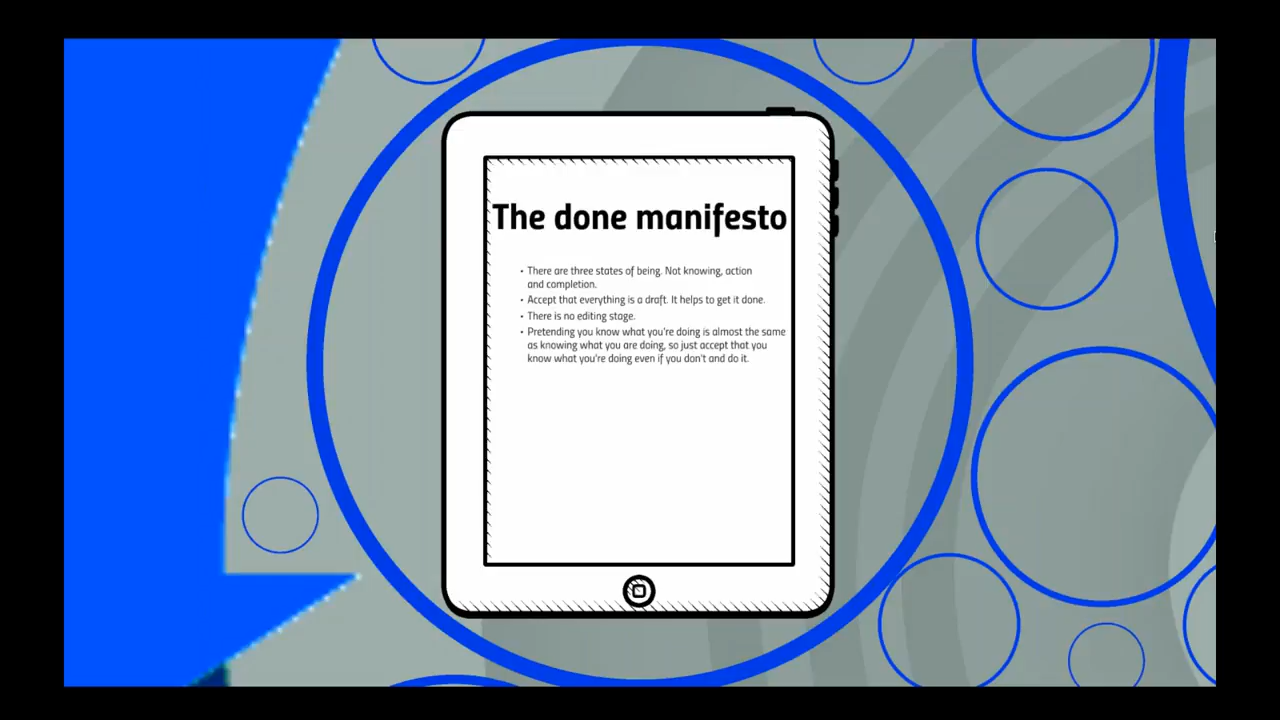 The done manifesto
• There are three states of being. Not knowing, action
and completion.
• Accept that everything is a draft. It helps to get it done.
• There is no editing stage.
• Pretending you know what you're doing is almost the same
as knowing what you are doing, so just accept that you
know what you're doing even if you don't and do it.